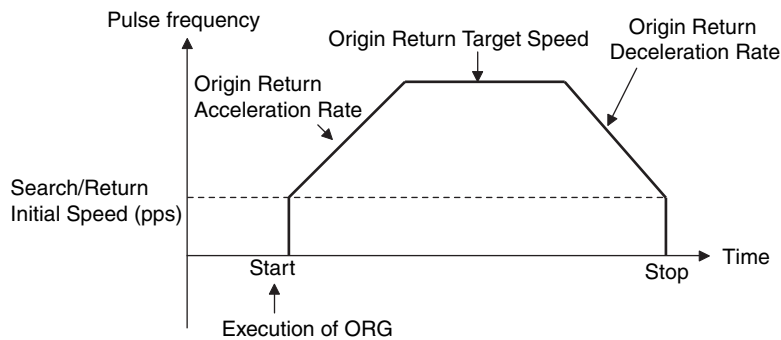 Pulse frequency
Origin Return Target Speed
Origin Return
Deceleration Rate
Origin Return
Acceleration Rate
Search/Return
Initial Speed (pps)
Start
Stop
Time
Execution of ORG